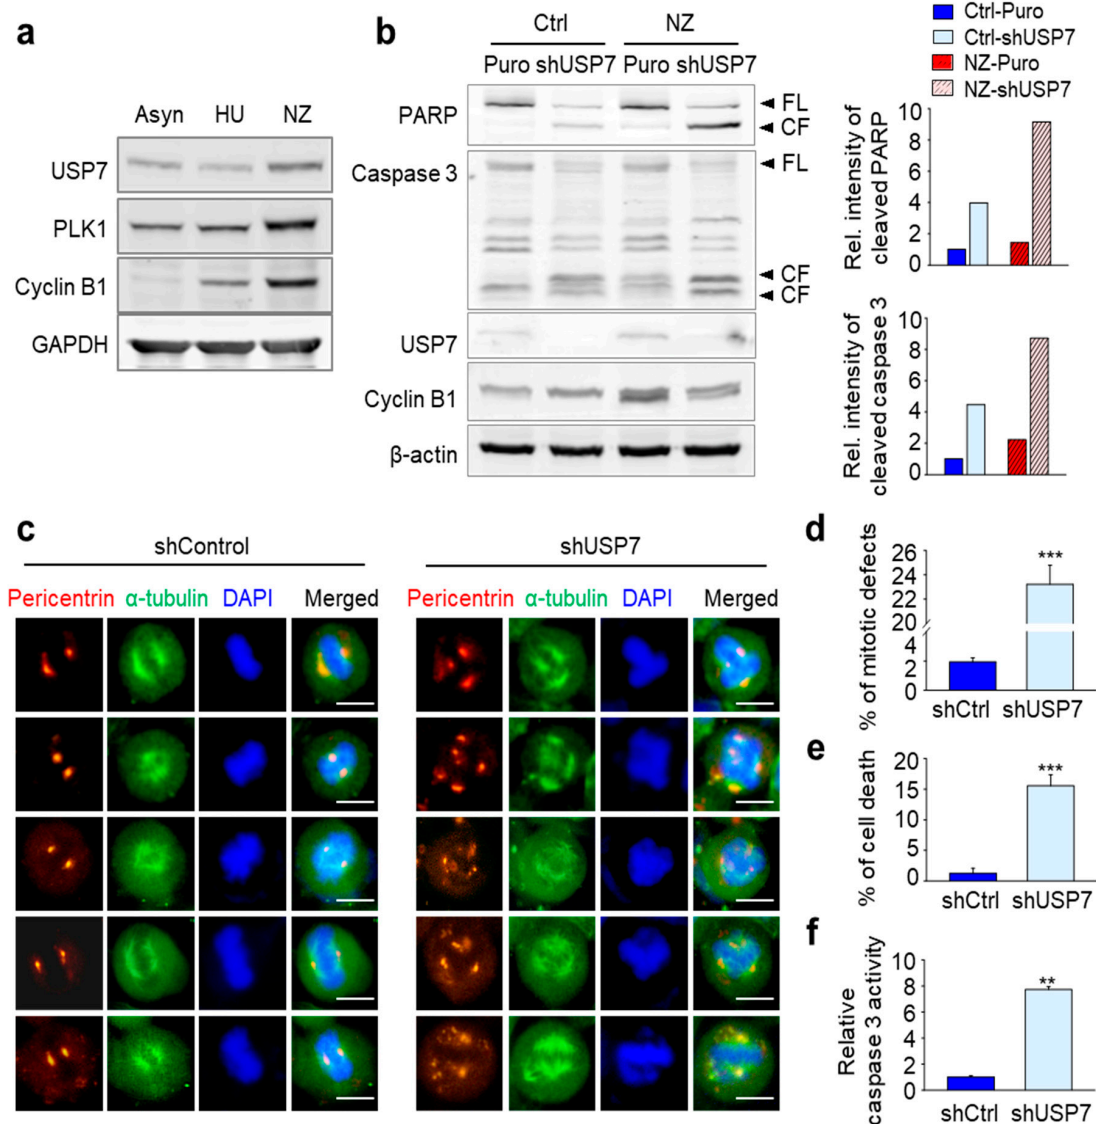 a
Asyn HU NZ
USP7
PLK1
Cyclin B1
GAPDH
b
Ctrl NZ
Puro shUSP7 Puro shUSP7
PARP
FL
CF
Caspase 3
FL
CF
CF
USP7
Cyclin B1
β-actin
Ctrl-Puro
Ctrl-shUSP7
NZ-Puro
NZ-shUSP7
Rel. intensity of
cleaved PARP
10
8
6
4
2
0
Rel. intensity of
cleaved caspase 3
10
8
6
4
2
0
c
shControl
shUSP7
Pericentrin α-tubulin DAPI Merged
Pericentrin α-tubulin DAPI Merged
d
% of mitotic defects
26
24
22
20
4
2
0
***
shCtrl shUSP7
e
% of cell death
20
15
10
5
0
***
shCtrl shUSP7
f
Relative
caspase 3 activity
10
8
6
4
2
0
**
shCtrl shUSP7